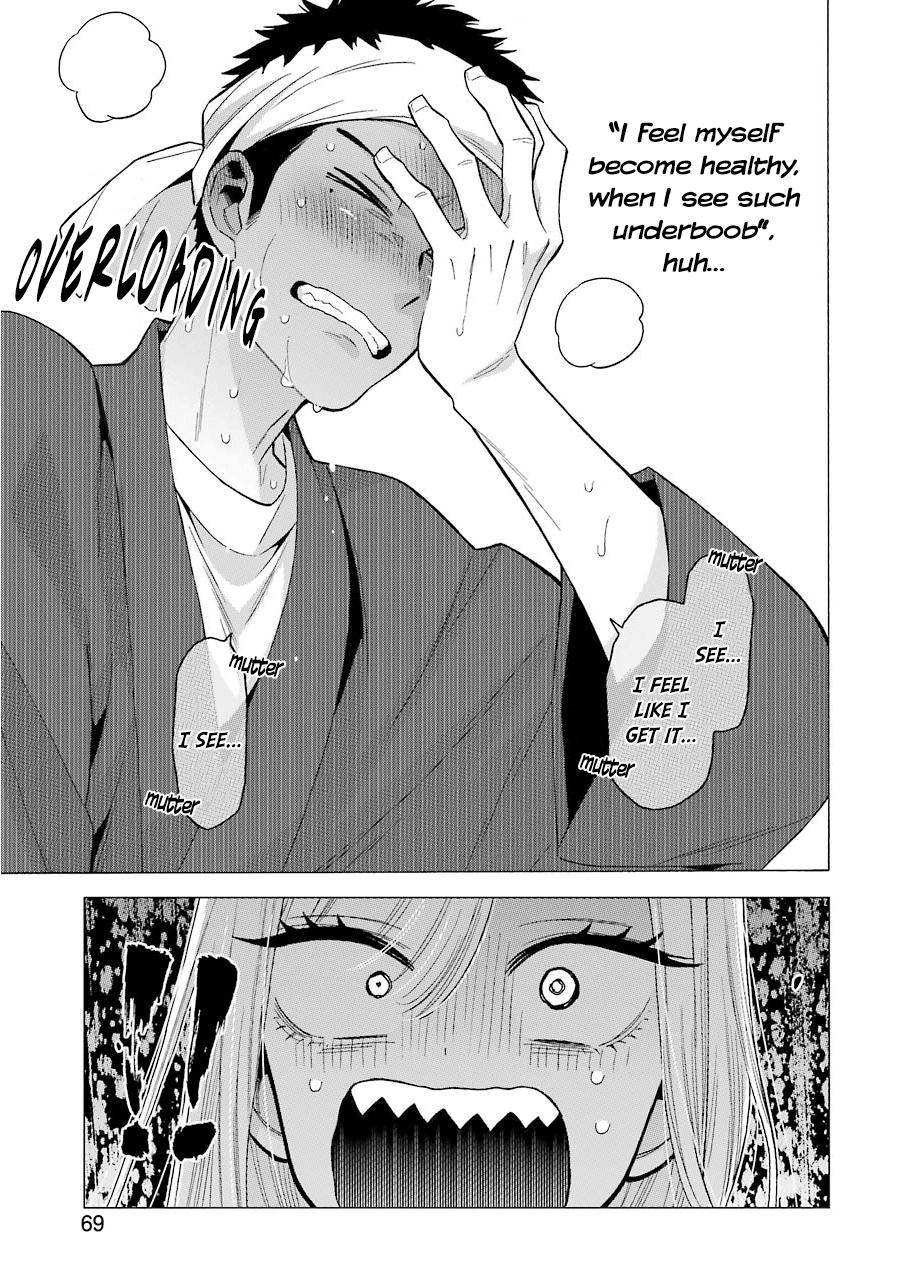 "I feel myself
become healthy,
when I see such
underboob",
huh...
OVERLOADING
mutter
I
SEE...
I FEEL
LIKE I
GET IT...
mutter
mutter
I SEE...
mutter
!!
69